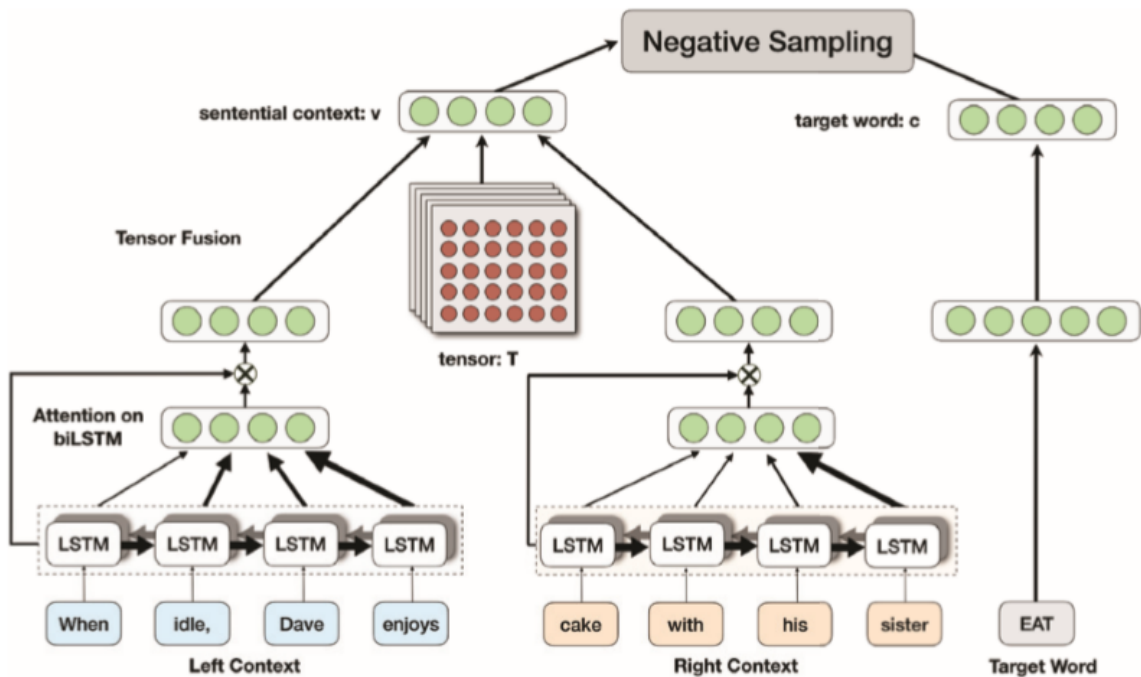 Negative Sampling
sentential context: v
target word: c
Tensor Fusion
tensor: T
Attention on
biLSTM
LSTM LSTM LSTM LSTM LSTM LSTM LSTM LSTM
When idle, Dave enjoys cake with his sister EAT
Left Context Right Context Target Word